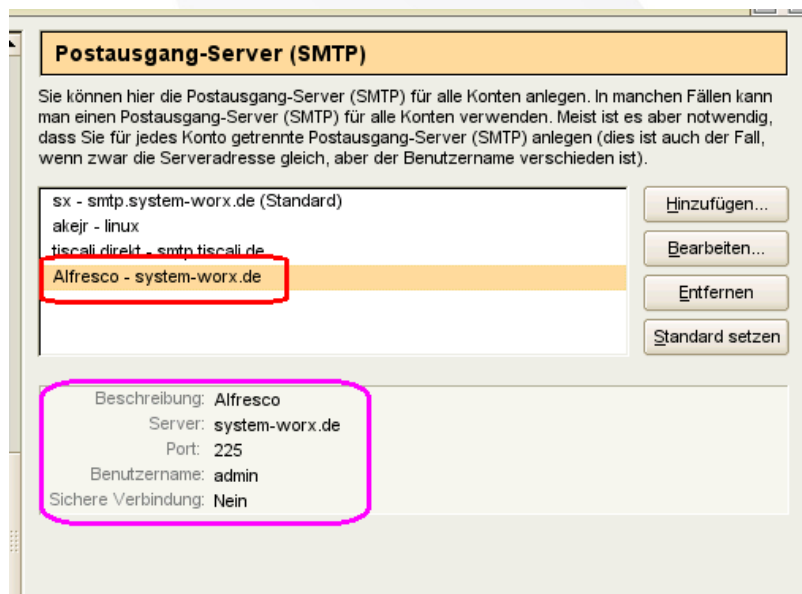 Postausgang-Server (SMTP)
Sie können hier die Postausgang-Server (SMTP) für alle Konten anlegen. In manchen Fällen kann
man einen Postausgang-Server (SMTP) für alle Konten verwenden. Meist ist es aber notwendig,
dass Sie für jedes Konto getrennte Postausgang-Server (SMTP) anlegen (dies ist auch der Fall,
wenn zwar die Serveradresse gleich, aber der Benutzername verschieden ist).
sx - smtp.system-worx.de (Standard)
akejr - linux
tiscali direkt - smtp.tiscali.de
Alfresco - system-worx.de
Hinzufügen...
Bearbeiten...
Entfernen
Standard setzen
Beschreibung: Alfresco
Server: system-worx.de
Port: 225
Benutzername: admin
Sichere Verbindung: Nein